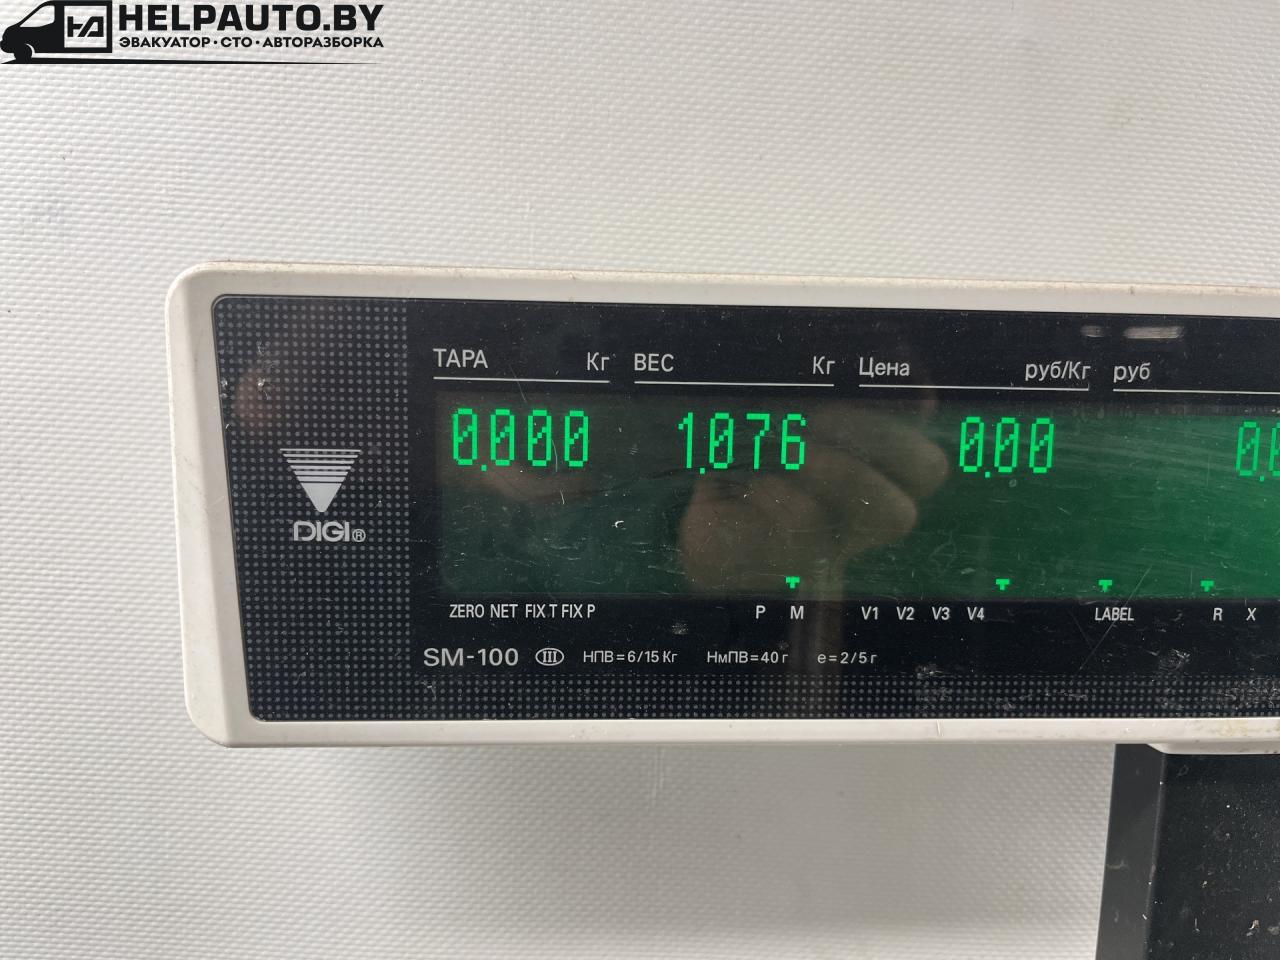 HELPAUTO.BY
ЭВАКУАТОР·СТО·АВТОРАЗБОРКА
ТАРА Кг ВЕС Кг Цена руб/Кг руб
0.000 1.076 0.00
ZERO NET FIX T FIX P P M V1 V2 V3 V4 LABEL R X
SM-100 III НПВ=6/15 Кг НмПВ=40 г е=2/5 г
DIGI®